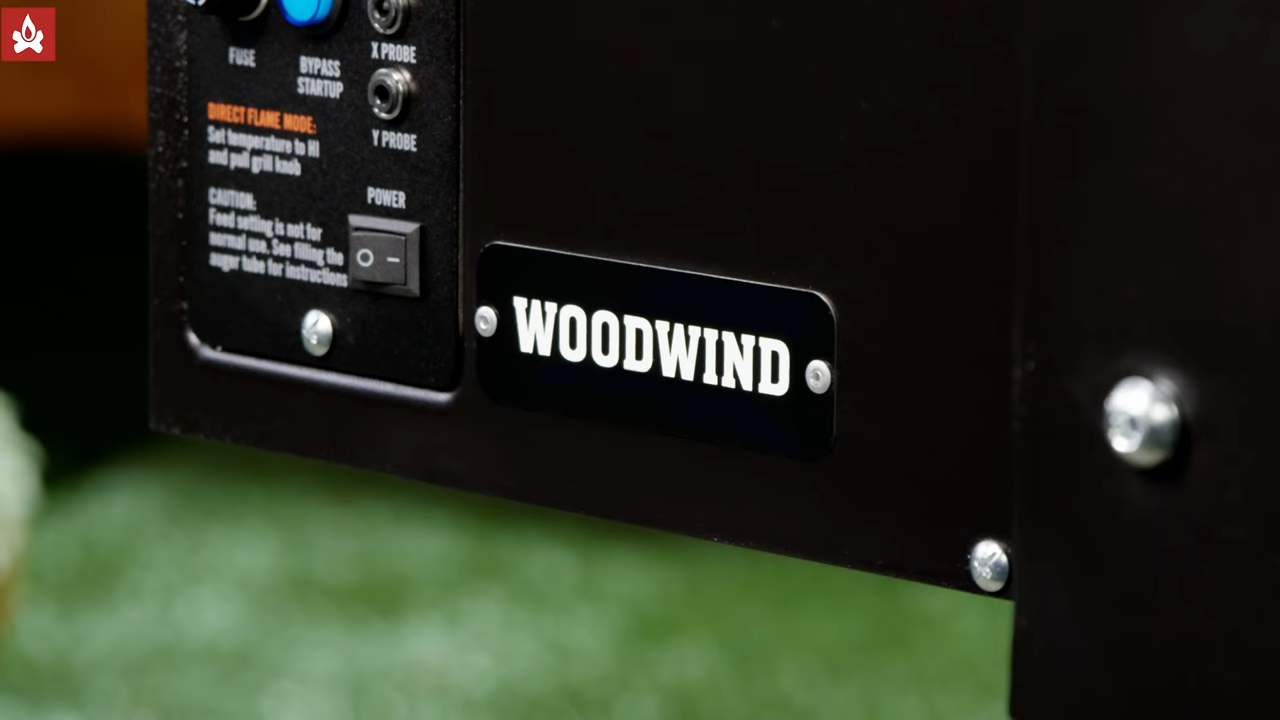 FUSE
BYPASS
STARTUP
X PROBE
Y PROBE
DIRECT FLAME MODE:
Set temperature to HI
and pull grill knob
POWER
CAUTION:
Feed setting is not for
normal use. See filling the
auger tube for instructions
WOODWIND